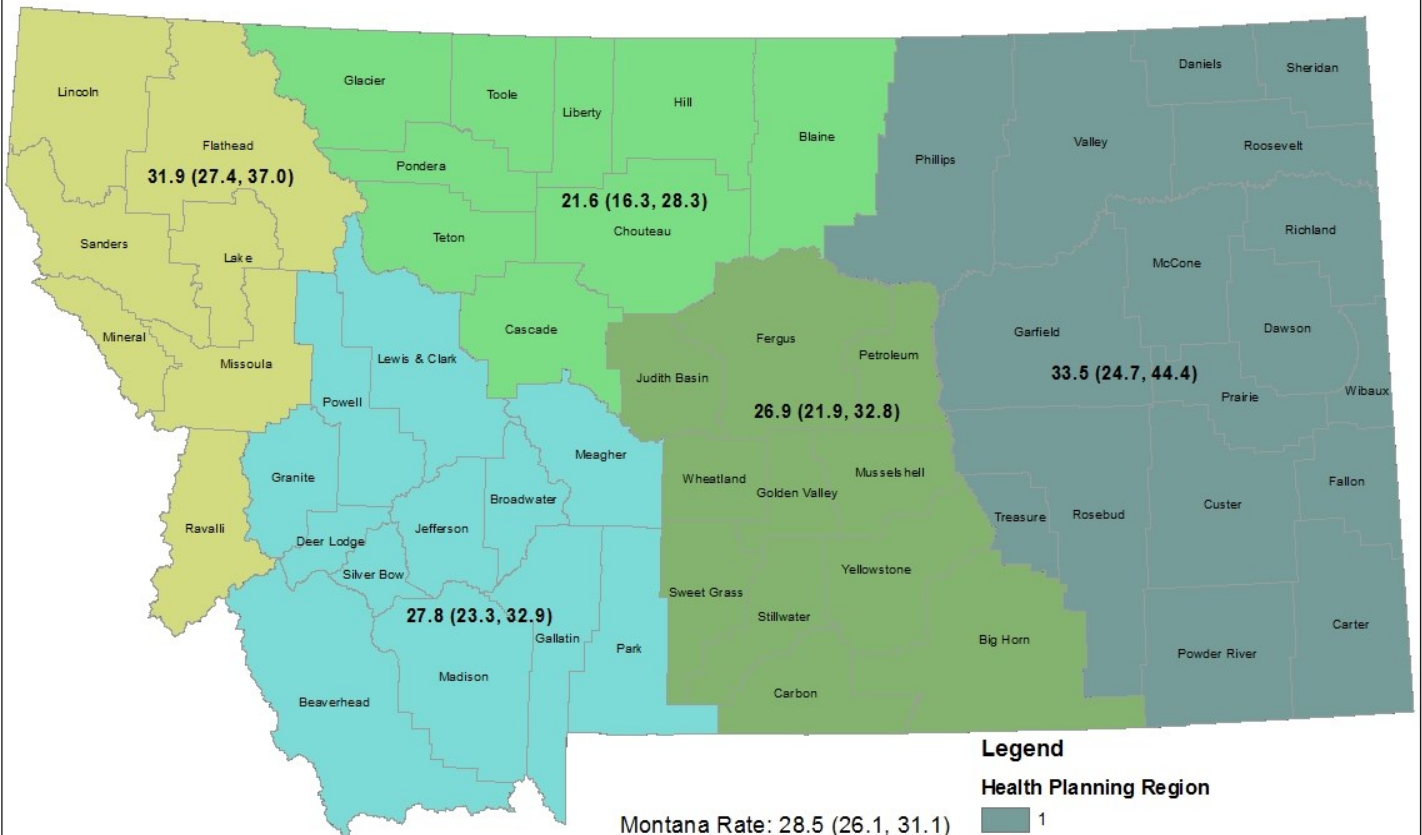 Daniels
Sheridan
Lincoln
Glacier
Toole
Liberty
Hill
Blaine
Flathead
31.9 (27.4, 37.0)
Pondera
Phillips
Valley
Roosevelt
21.6 (16.3, 28.3)
Chouteau
Sanders
Lake
Teton
Richland
McCone
Mineral
Missoula
Cascade
Lewis & Clark
Fergus
Petroleum
Judith Basin
Garfield
Dawson
33.5 (24.7, 44.4)
Prairie
Wibaux
Powell
26.9 (21.9, 32.8)
Granite
Meagher
Wheatland
Golden Valley
Musselshell
Fallon
Broadwater
Ravalli
Jefferson
Deer Lodge
Silver Bow
Treasure
Rosebud
Custer
Yellowstone
Sweet Grass
Stillwater
27.8 (23.3, 32.9)
Gallatin
Park
Big Horn
Carter
Powder River
Beaverhead
Madison
Carbon
Legend
Health Planning Region
1
Montana Rate: 28.5 (26.1, 31.1)